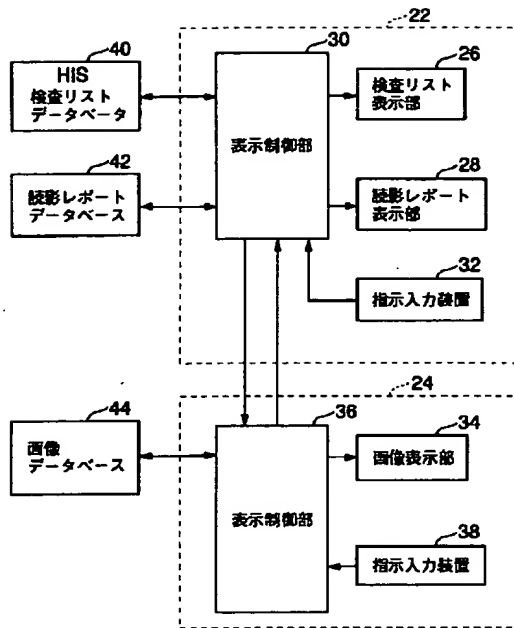 22
40
HIS
検査リスト
データベータ
30
表示制御部
26
検査リスト
表示部
42
読影レポート
データベース
28
読影レポート
表示部
32
指示入力装置
24
44
画像
データベース
36
表示制御部
34
画像表示部
38
指示入力装置